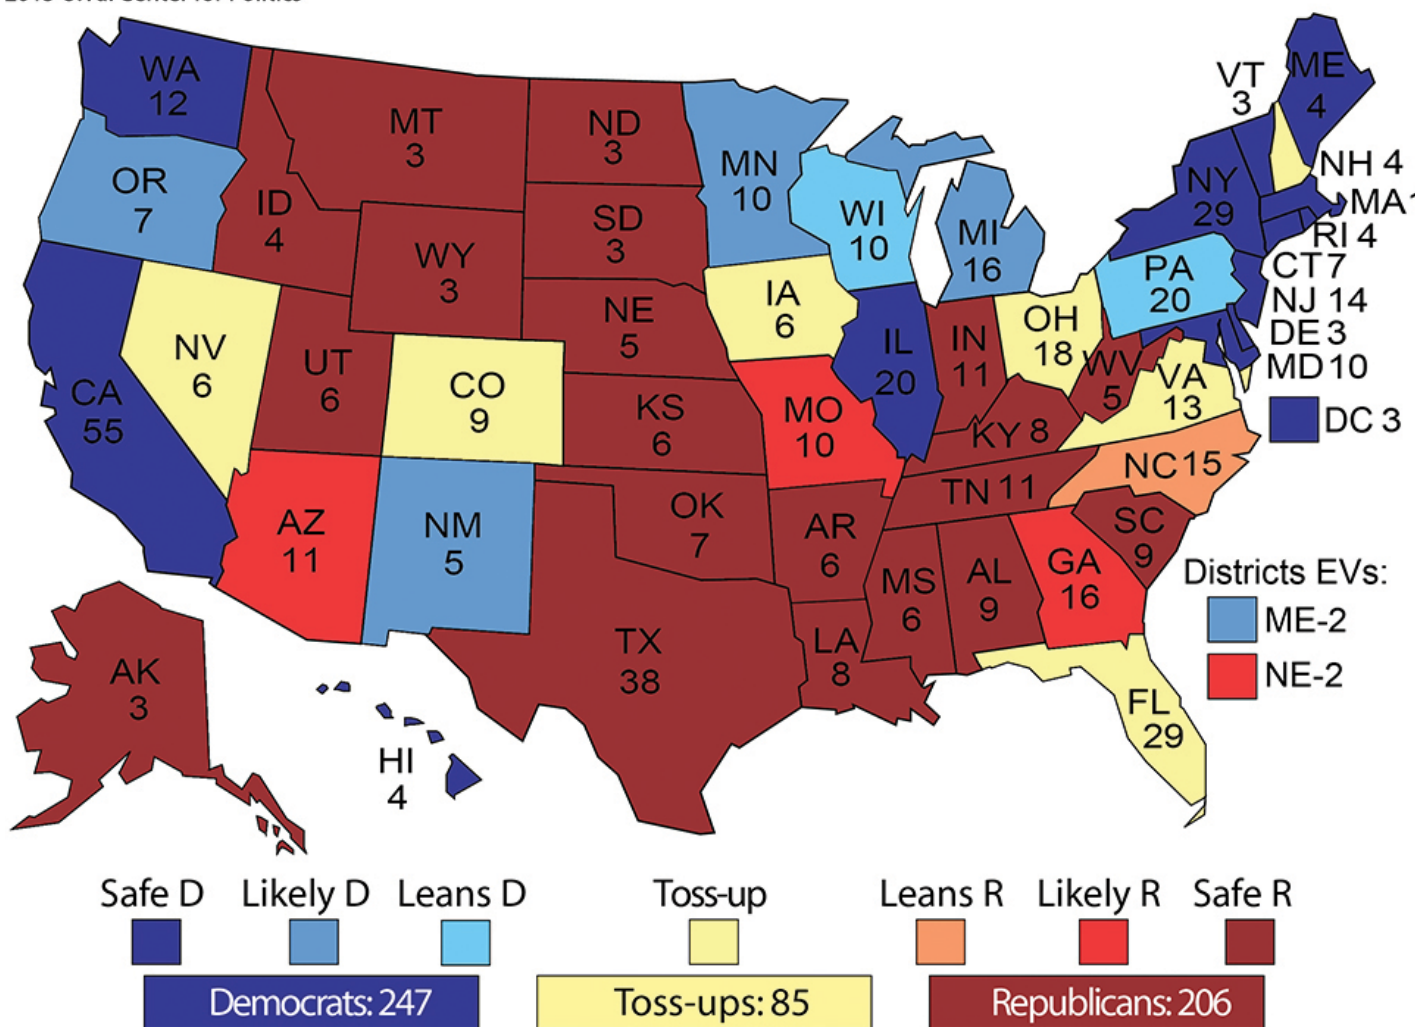 WA
12
MT
3
ND
3
MN
10
VT
3
ME
4
OR
7
ID
4
SD
3
WI
10
MI
16
NY
29
NH 4
MA
RI 4
WY
3
PA
20
CT 7
NJ 14
DE 3
MD 10
DC 3
NV
6
UT
6
CO
9
NE
5
IA
6
IL
20
IN
11
OH
18
WV
5
VA
13
CA
55
KS
6
MO
10
KY 8
NC 15
TN 11
AZ
11
NM
5
OK
7
AR
6
SC
9
MS
6
AL
9
GA
16
Districts EVs:
ME-2
NE-2
TX
38
LA
8
FL
29
AK
3
HI
4
Safe D Likely D Leans D Toss-up Leans R Likely R Safe R
Democrats: 247 Toss-ups: 85 Republicans: 206